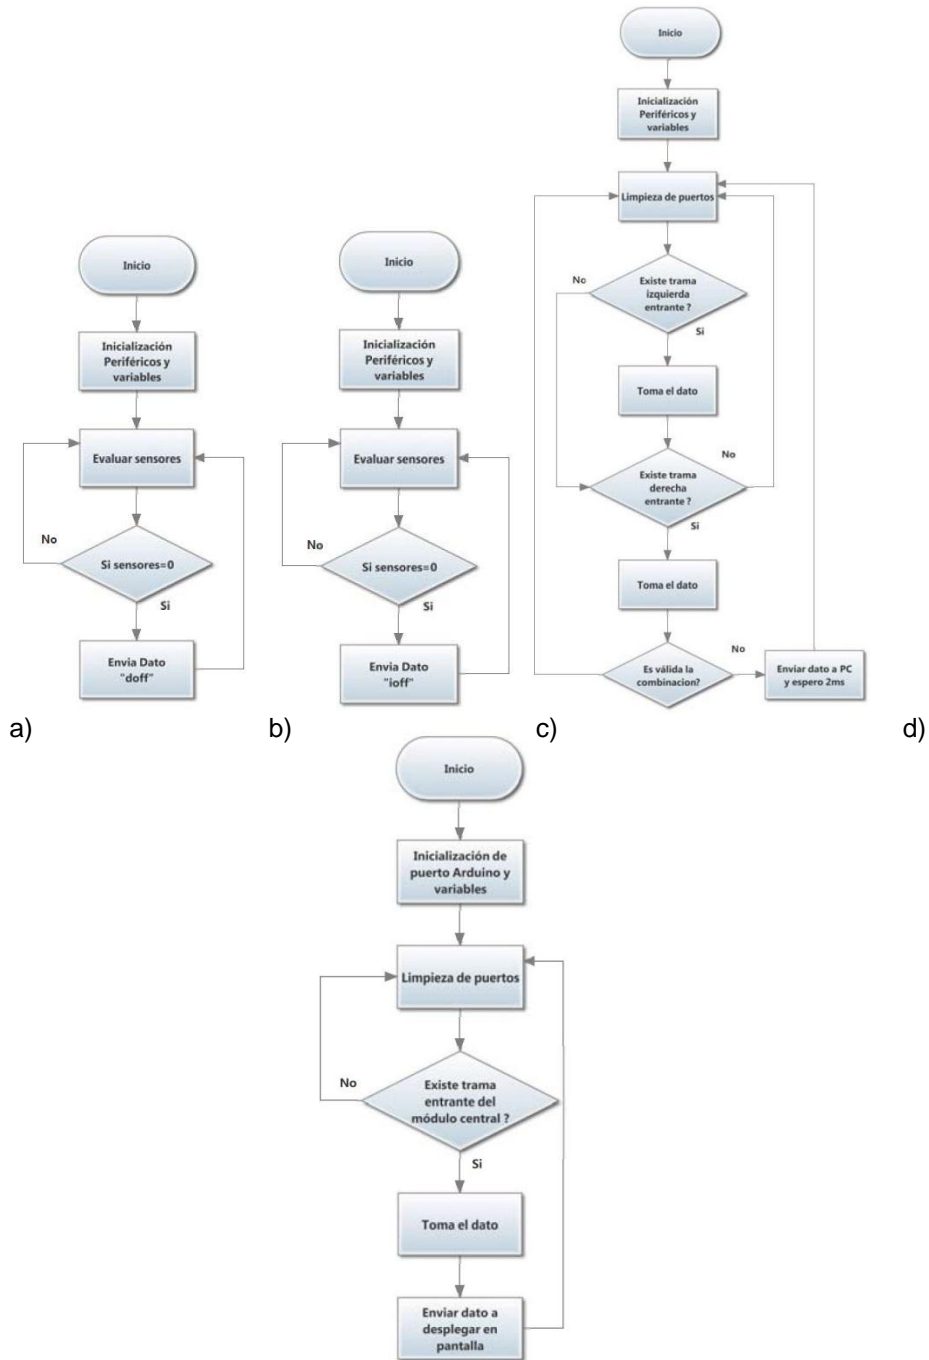 Inicio
Inicialización
Periféricos y
variables
Evaluar sensores
No
Si sensores=0
Si
Envia Dato
"doff"
a)
Inicio
Inicialización
Periféricos y
variables
Evaluar sensores
No
Si sensores=0
Si
Envia Dato
"ioff"
b)
Inicio
Inicialización
Periféricos y
variables
Limpieza de puertos
No
Existe trama
izquierda
entrante ?
Si
Toma el dato
No
Existe trama
derecha
entrante ?
Si
Toma el dato
Es válida la
combinacion?
No
Enviar dato a PC
y espero 2ms
c)
d)
Inicio
Inicialización de
puerto Arduino y
variables
Limpieza de puertos
No
Existe trama
entrante del
módulo central ?
Si
Toma el dato
Enviar dato a
desplegar en
pantalla